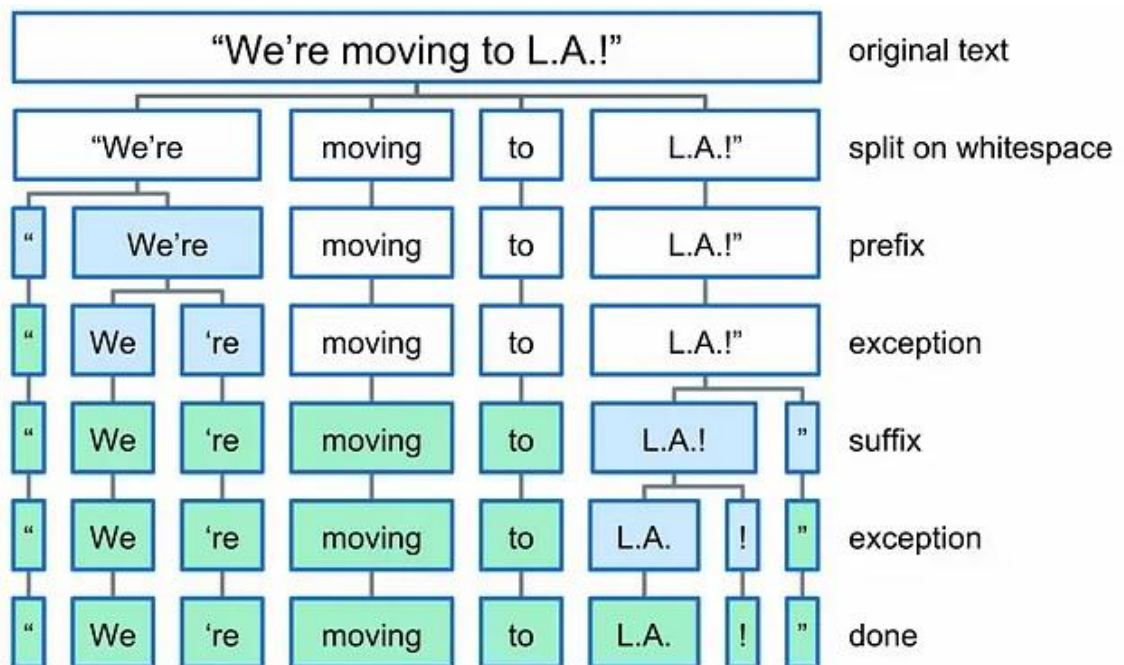 “We’re moving to L.A.!” original text
“We’re moving to L.A.!” split on whitespace
“ We’re moving to L.A.!” prefix
“ We ‘re moving to L.A.!” exception
“ We ‘re moving to L.A.! ” suffix
“ We ‘re moving to L.A. ! ” exception
“ We ‘re moving to L.A. ! ” done